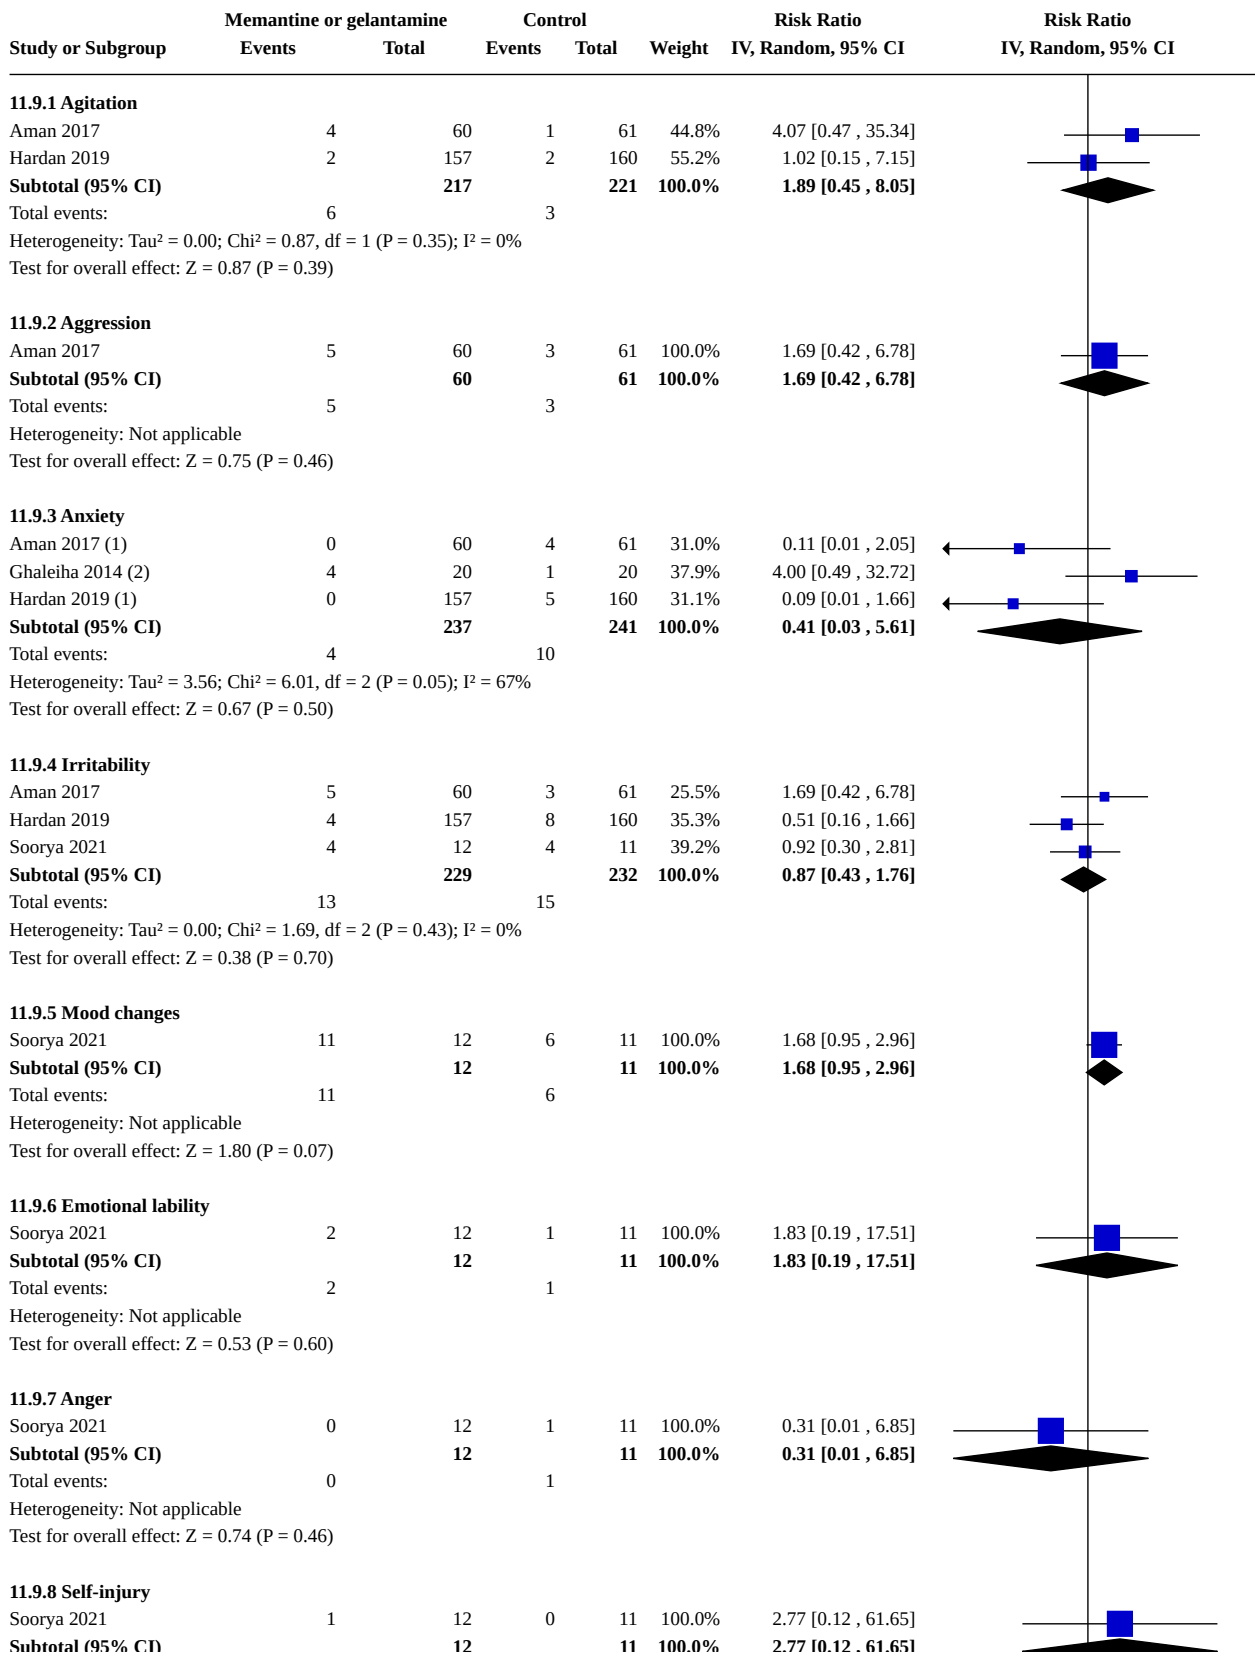 Memantine or gelantamine Control Risk Ratio Risk Ratio
Study or Subgroup Events Total Events Total Weight IV, Random, 95% CI IV, Random, 95% CI
11.9.1 Agitation
Aman 2017 4 60 1 61 44.8% 4.07 [0.47 , 35.34]
Hardan 2019 2 157 2 160 55.2% 1.02 [0.15 , 7.15]
Subtotal (95% CI) 217 221 100.0% 1.89 [0.45 , 8.05]
Total events: 6 3
Heterogeneity: Tau² = 0.00; Chi² = 0.87, df = 1 (P = 0.35); I² = 0%
Test for overall effect: Z = 0.87 (P = 0.39)
11.9.2 Aggression
Aman 2017 5 60 3 61 100.0% 1.69 [0.42 , 6.78]
Subtotal (95% CI) 60 61 100.0% 1.69 [0.42 , 6.78]
Total events: 5 3
Heterogeneity: Not applicable
Test for overall effect: Z = 0.75 (P = 0.46)
11.9.3 Anxiety
Aman 2017 (1) 0 60 4 61 31.0% 0.11 [0.01 , 2.05]
Ghaleiha 2014 (2) 4 20 1 20 37.9% 4.00 [0.49 , 32.72]
Hardan 2019 (1) 0 157 5 160 31.1% 0.09 [0.01 , 1.66]
Subtotal (95% CI) 237 241 100.0% 0.41 [0.03 , 5.61]
Total events: 4 10
Heterogeneity: Tau² = 3.56; Chi² = 6.01, df = 2 (P = 0.05); I² = 67%
Test for overall effect: Z = 0.67 (P = 0.50)
11.9.4 Irritability
Aman 2017 5 60 3 61 25.5% 1.69 [0.42 , 6.78]
Hardan 2019 4 157 8 160 35.3% 0.51 [0.16 , 1.66]
Soorya 2021 4 12 4 11 39.2% 0.92 [0.30 , 2.81]
Subtotal (95% CI) 229 232 100.0% 0.87 [0.43 , 1.76]
Total events: 13 15
Heterogeneity: Tau² = 0.00; Chi² = 1.69, df = 2 (P = 0.43); I² = 0%
Test for overall effect: Z = 0.38 (P = 0.70)
11.9.5 Mood changes
Soorya 2021 11 12 6 11 100.0% 1.68 [0.95 , 2.96]
Subtotal (95% CI) 12 11 100.0% 1.68 [0.95 , 2.96]
Total events: 11 6
Heterogeneity: Not applicable
Test for overall effect: Z = 1.80 (P = 0.07)
11.9.6 Emotional lability
Soorya 2021 2 12 1 11 100.0% 1.83 [0.19 , 17.51]
Subtotal (95% CI) 12 11 100.0% 1.83 [0.19 , 17.51]
Total events: 2 1
Heterogeneity: Not applicable
Test for overall effect: Z = 0.53 (P = 0.60)
11.9.7 Anger
Soorya 2021 0 12 1 11 100.0% 0.31 [0.01 , 6.85]
Subtotal (95% CI) 12 11 100.0% 0.31 [0.01 , 6.85]
Total events: 0 1
Heterogeneity: Not applicable
Test for overall effect: Z = 0.74 (P = 0.46)
11.9.8 Self-injury
Soorya 2021 1 12 0 11 100.0% 2.77 [0.12 , 61.65]
Subtotal (95% CI) 12 11 100.0% 2.77 [0.12 , 61.65]